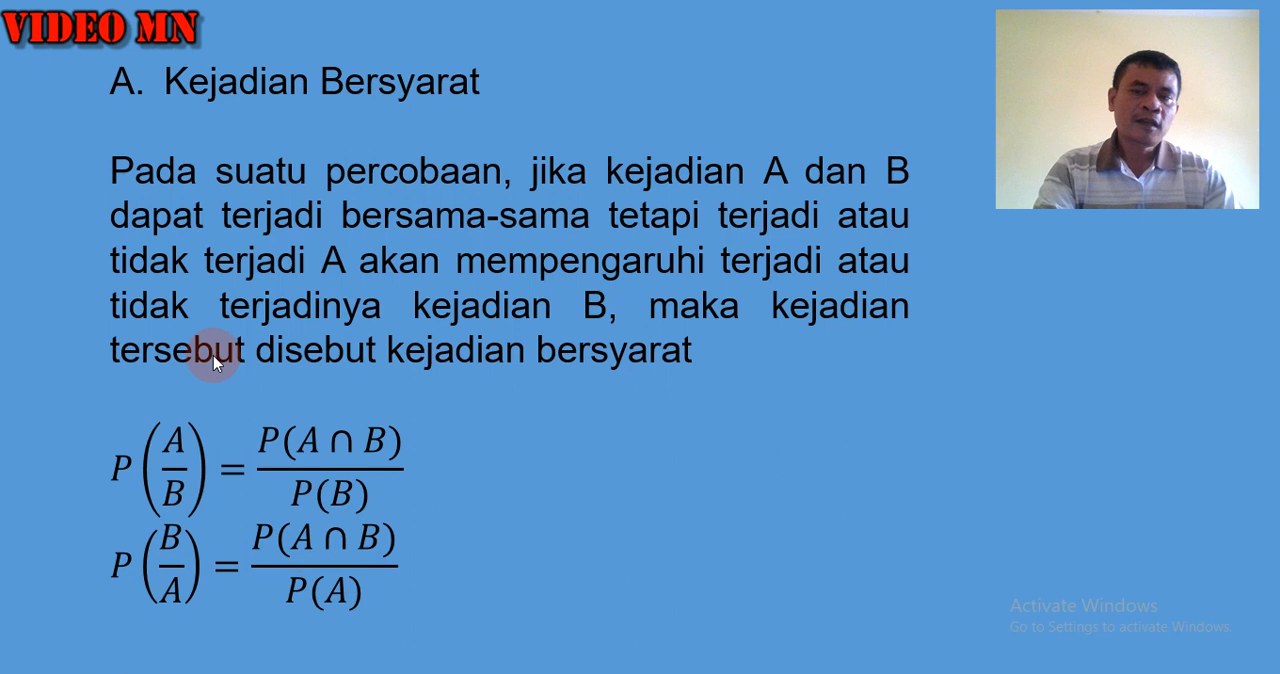 VIDEO MN
A. Kejadian Bersyarat
Pada suatu percobaan, jika kejadian A dan B
dapat terjadi bersama-sama tetapi terjadi atau
tidak terjadi A akan mempengaruhi terjadi atau
tidak terjadinya kejadian B, maka kejadian
tersebut disebut kejadian bersyarat
P(A/B) = P(A ∩ B)/P(B)
P(B/A) = P(A ∩ B)/P(A)
Activate Windows
Go to Settings to activate Windows.